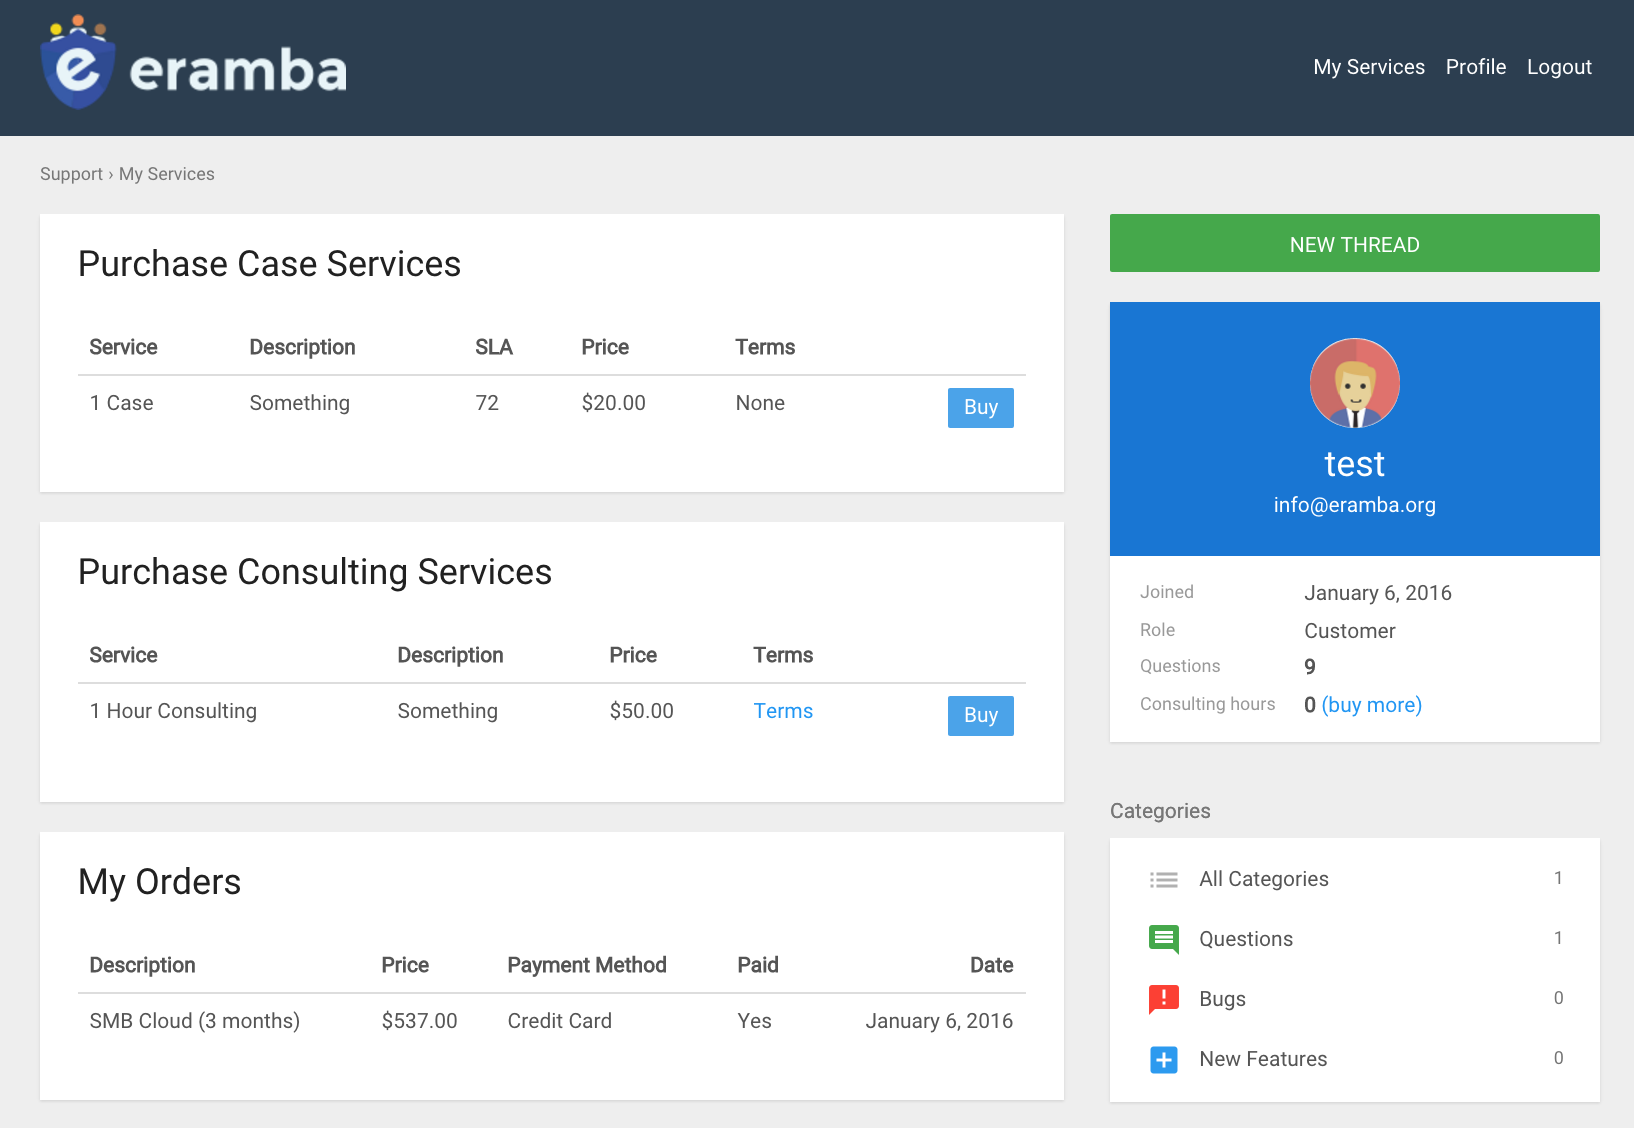 eramba
My Services Profile Logout
Support › My Services
Purchase Case Services
Service Description SLA Price Terms
1 Case Something 72 $20.00 None Buy
Purchase Consulting Services
Service Description Price Terms
1 Hour Consulting Something $50.00 Terms Buy
My Orders
Description Price Payment Method Paid Date
SMB Cloud (3 months) $537.00 Credit Card Yes January 6, 2016
NEW THREAD
test
info@eramba.org
Joined January 6, 2016
Role Customer
Questions 9
Consulting hours 0 (buy more)
Categories
All Categories 1
Questions 1
Bugs 0
New Features 0